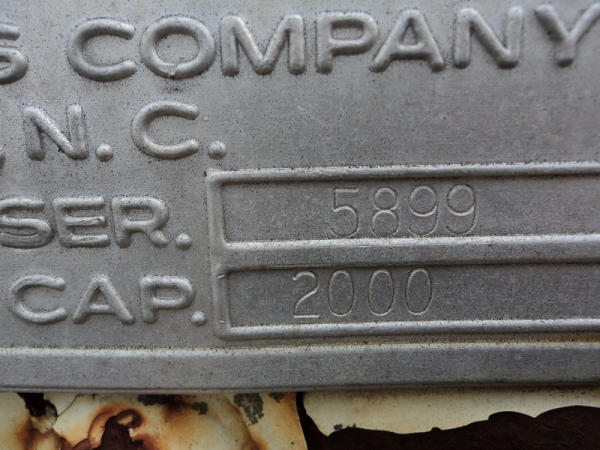 S COMPANY
, N.C.
SER. 5899
CAP. 2000